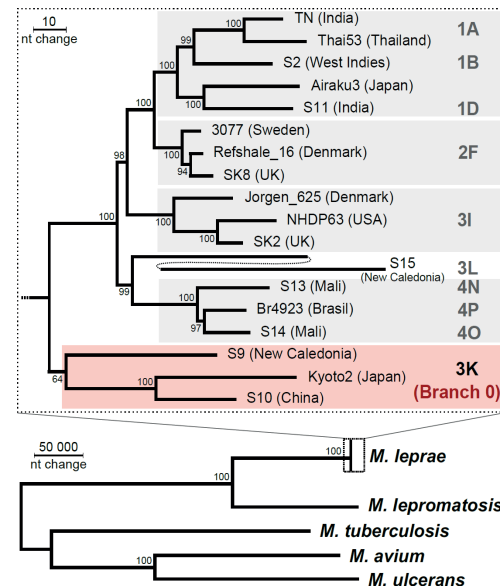 10
nt change
TN (India)
Thai53 (Thailand)
1A
99
100
S2 (West Indies)
1B
100
Airaku3 (Japan)
100
S11 (India)
1D
100
3077 (Sweden)
Refshale_16 (Denmark)
2F
100
94
SK8 (UK)
98
Jorgen_625 (Denmark)
100
NHDP63 (USA)
3I
100
SK2 (UK)
100
S15
(New Caledonia)
3L
99
S13 (Mali)
4N
100
Br4923 (Brasil)
4P
97
S14 (Mali)
4O
S9 (New Caledonia)
64
Kyoto2 (Japan)
3K
100
(Branch 0)
S10 (China)
50 000
nt change
100
M. leprae
100
M. lepromatosis
M. tuberculosis
100
M. avium
M. ulcerans